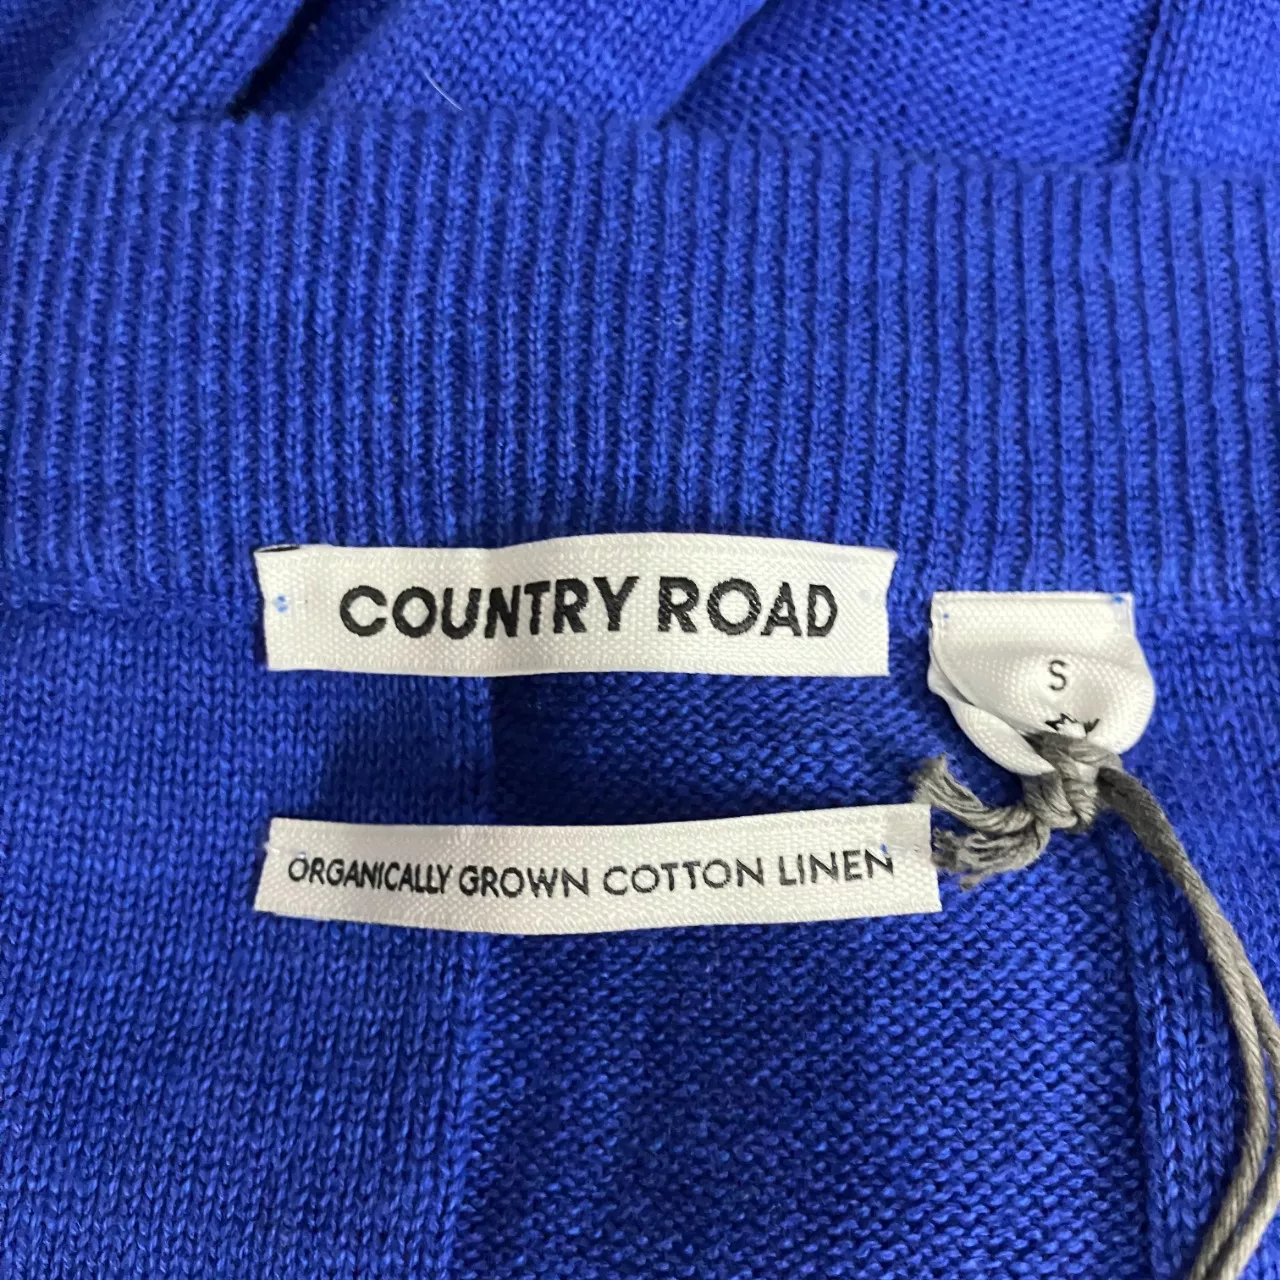 COUNTRY ROAD
S
ORGANICALLY GROWN COTTON LINEN